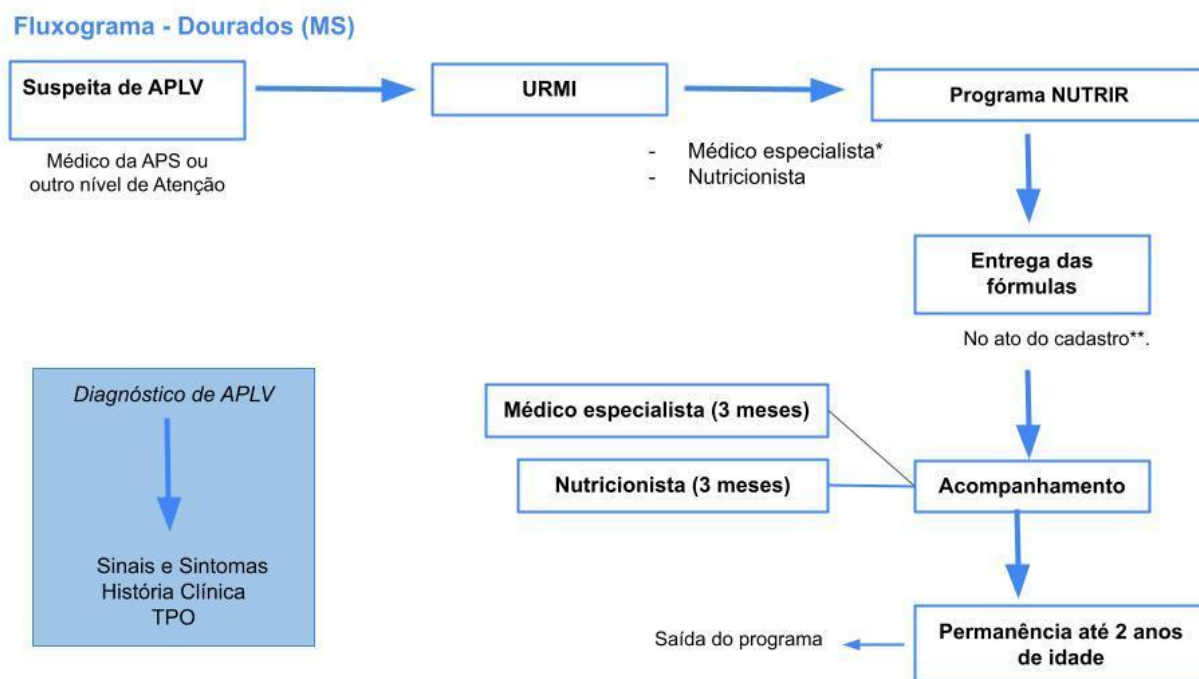 Fluxograma - Dourados (MS)
Suspeita de APLV
URMI
Programa NUTRIR
Médico da APS ou
outro nível de Atenção
- Médico especialista*
- Nutricionista
Entrega das
fórmulas
No ato do cadastro**.
Diagnóstico de APLV
Sinais e Sintomas
História Clínica
TPO
Médico especialista (3 meses)
Nutricionista (3 meses)
Acompanhamento
Saída do programa
Permanência até 2 anos
de idade